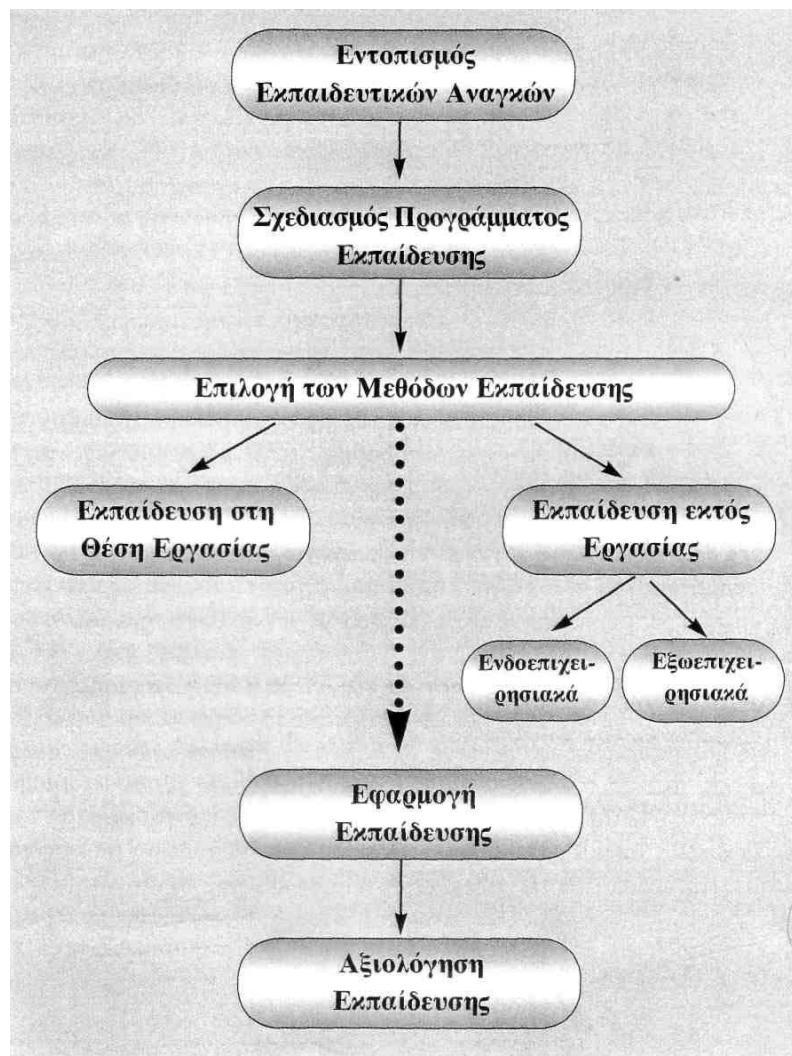 Εντοπισμός
Εκπαιδευτικών Αναγκών
Σχεδιασμός Προγράμματος
Εκπαίδευσης
Επιλογή των Μεθόδων Εκπαίδευσης
Εκπαίδευση στη
Θέση Εργασίας
Εκπαίδευση εκτός
Εργασίας
Ενδοεπιχει-
ρησιακά
Εξωεπιχει-
ρησιακά
Εφαρμογή
Εκπαίδευσης
Αξιολόγηση
Εκπαίδευσης